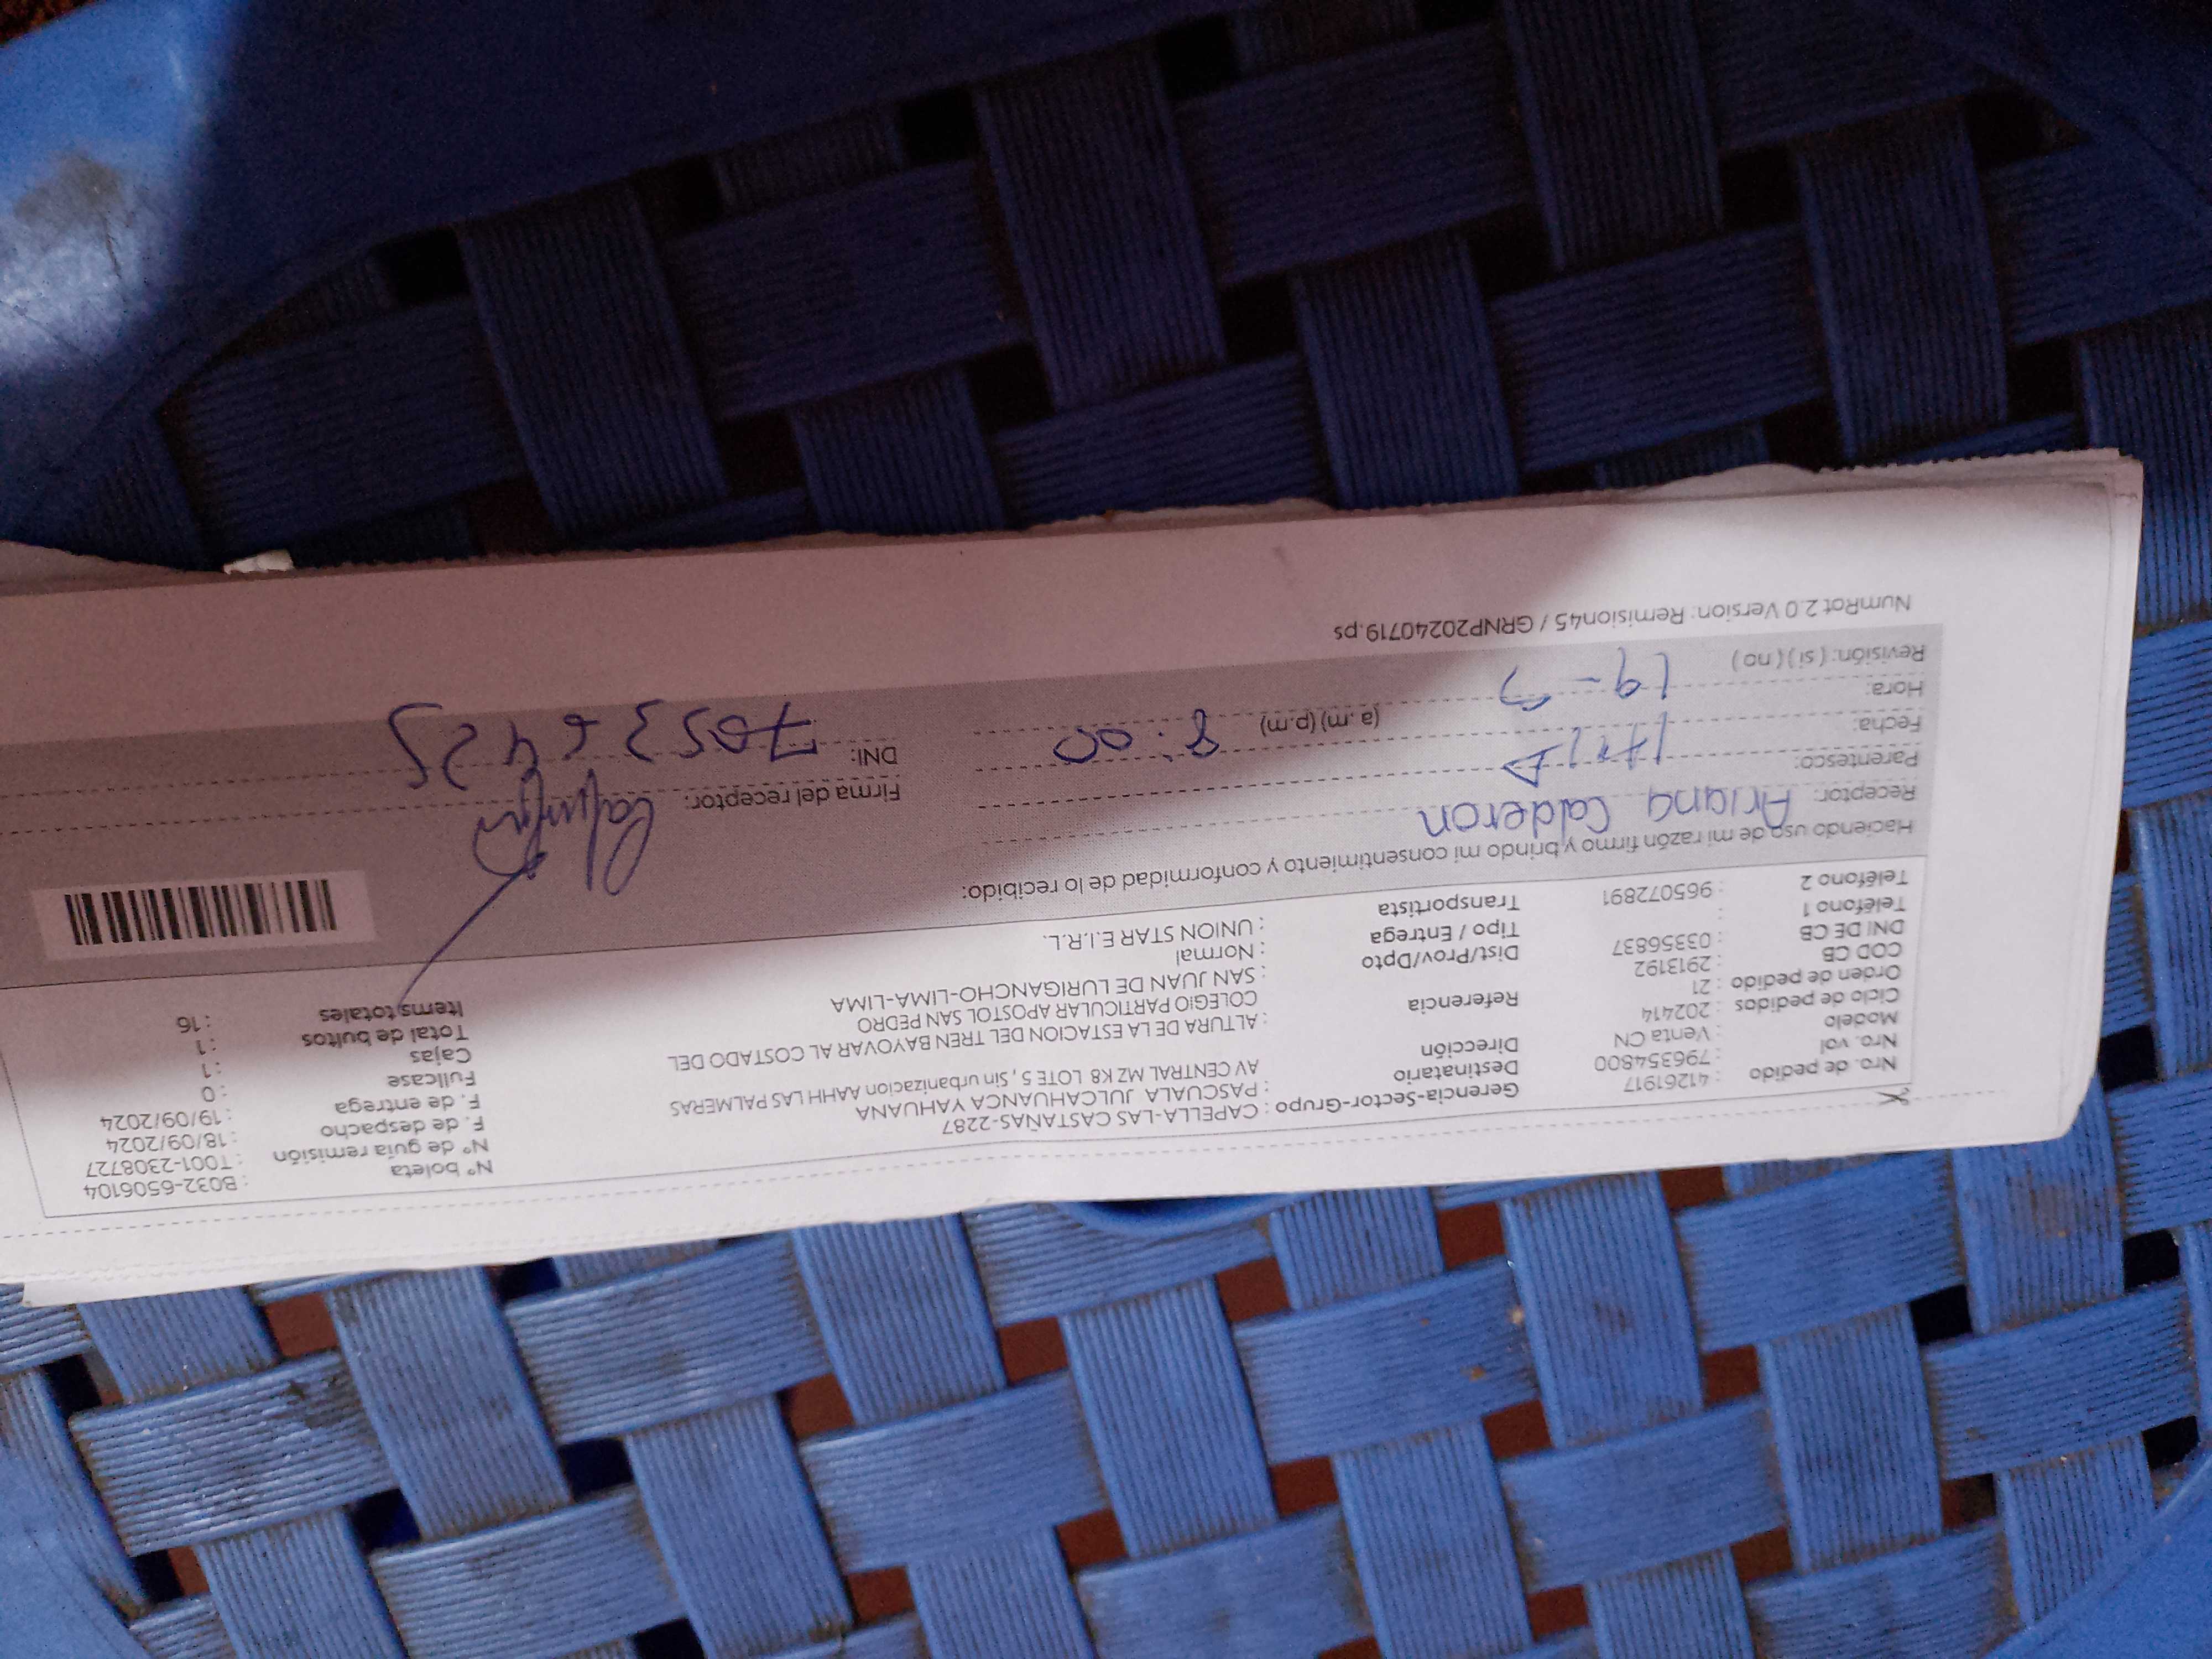 Nro. de pedido : 41261917
Nro. vol : 796354800
Modelo : Venta CN
Ciclo de pedidos : 202414
Orden de pedido : 21
COD CB : 2913192
DNI DE CB : 03356837
Teléfono 1 :
Teléfono 2 : 965072891
Gerencia-Sector-Grupo : CAPELLA-LAS CASTAÑAS-2287
Destinatario : PASCUALA JULCAHUANCA YAHUANA
Dirección AV CENTRAL MZ K8 LOTE 5 , Sin urbanizacion AAHH LAS PALMERAS
Referencia : ALTURA DE LA ESTACION DEL TREN BAYOVAR AL COSTADO DEL
COLEGIO PARTICULAR APOSTOL SAN PEDRO
Dist/Prov/Dpto : SAN JUAN DE LURIGANCHO-LIMA-LIMA
Tipo / Entrega : Normal
Transportista : UNION STAR E.I.R.L.
N° boleta : B032-6506104
N° de guia remisión : T001-2308727
F. de despacho : 18/09/2024
F. de entrega : 19/09/2024
Fullcase : 0
Cajas : 1
Total de bultos : 1
Items totales : 16
Haciendo uso de mi razón firmo y brindo mi consentimiento y conformidad de lo recibido:
Receptor: Ariana Calderon
Parentesco:
Fecha:
Hora: (a.m) (p.m) 8:00
Revisión: ( si ) ( no )
Firma del receptor:
DNI:
NumRot 2.0 Version: Remision45 / GRNP20240719.ps